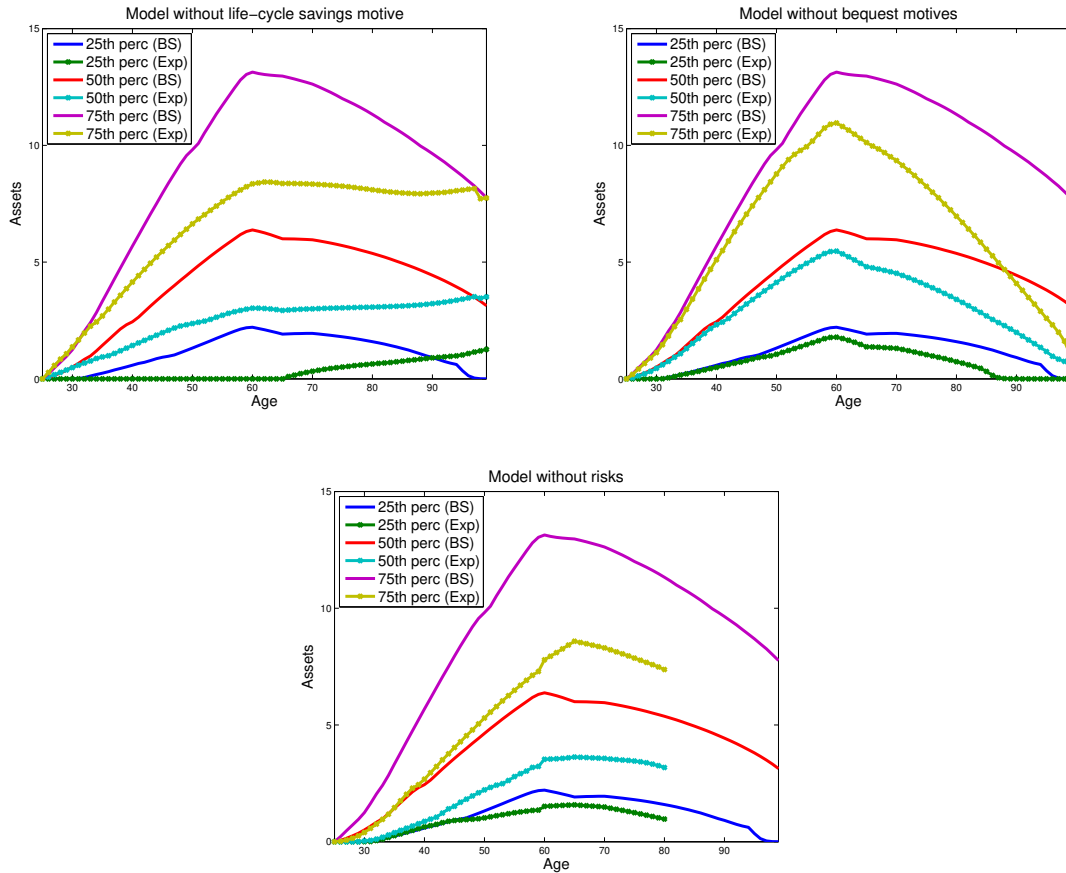 Model without life-cycle savings motive
15
10
5
0
Assets
25th perc (BS)
25th perc (Exp)
50th perc (BS)
50th perc (Exp)
75th perc (BS)
75th perc (Exp)
30 40 50 60 70 80 90
Age
Model without bequest motives
15
10
5
0
Assets
25th perc (BS)
25th perc (Exp)
50th perc (BS)
50th perc (Exp)
75th perc (BS)
75th perc (Exp)
30 40 50 60 70 80 90
Age
Model without risks
15
10
5
0
Assets
25th perc (BS)
25th perc (Exp)
50th perc (BS)
50th perc (Exp)
75th perc (BS)
75th perc (Exp)
30 40 50 60 70 80 90
Age